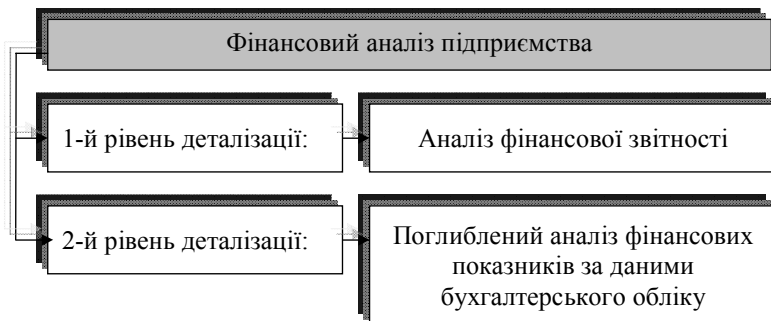 Фінансовий аналіз підприємства
1-й рівень деталізації:
Аналіз фінансової звітності
2-й рівень деталізації:
Поглиблений аналіз фінансових
показників за даними
бухгалтерського обліку